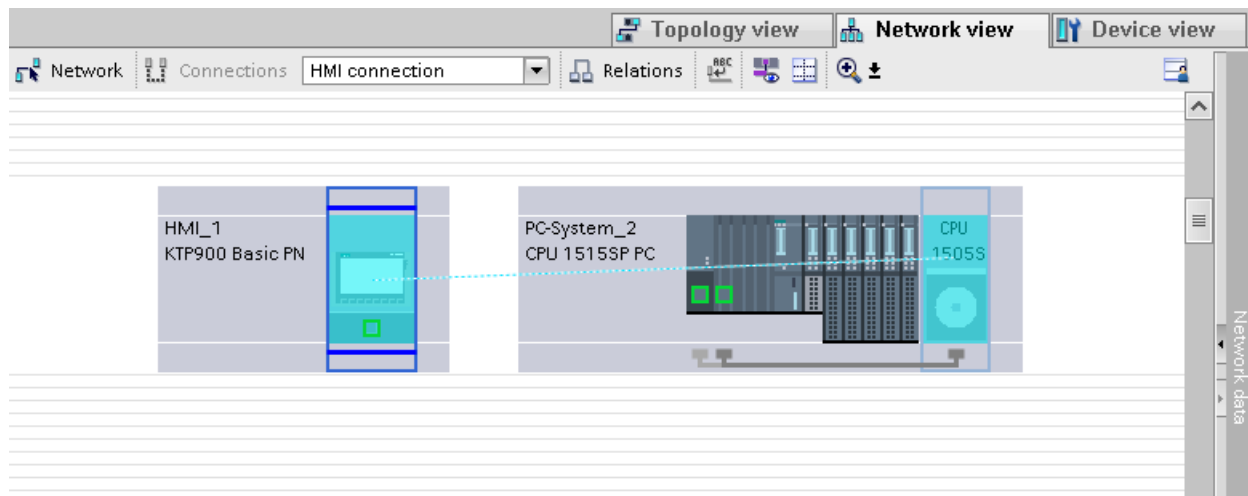 Topology view
Network view
Device view
Network
Connections
HMI connection
Relations
ABC
HMI_1
KTP900 Basic PN
PC-System_2
CPU 1515SP PC
CPU
1505S
Network data